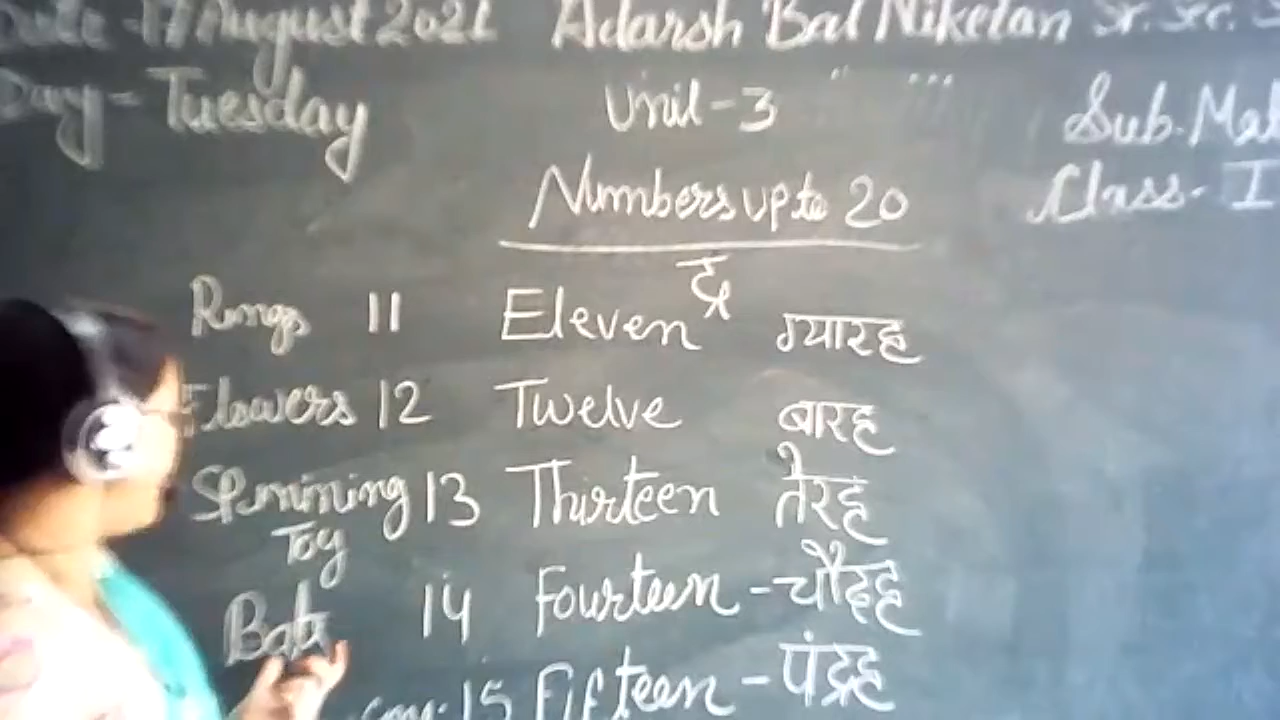 Date - 17 August 2021 Adarsh Bal Niketan Sr. Sec.
Day - Tuesday Unit - 3 Sub.
Class - I
Numbers up to 20
द्र
Rings 11 Eleven ग्यारह
Flowers 12 Twelve बारह
Spinning 13 Thirteen तेरह
Toy
Bats 14 Fourteen - चौदह
15 Fifteen - पंद्रह